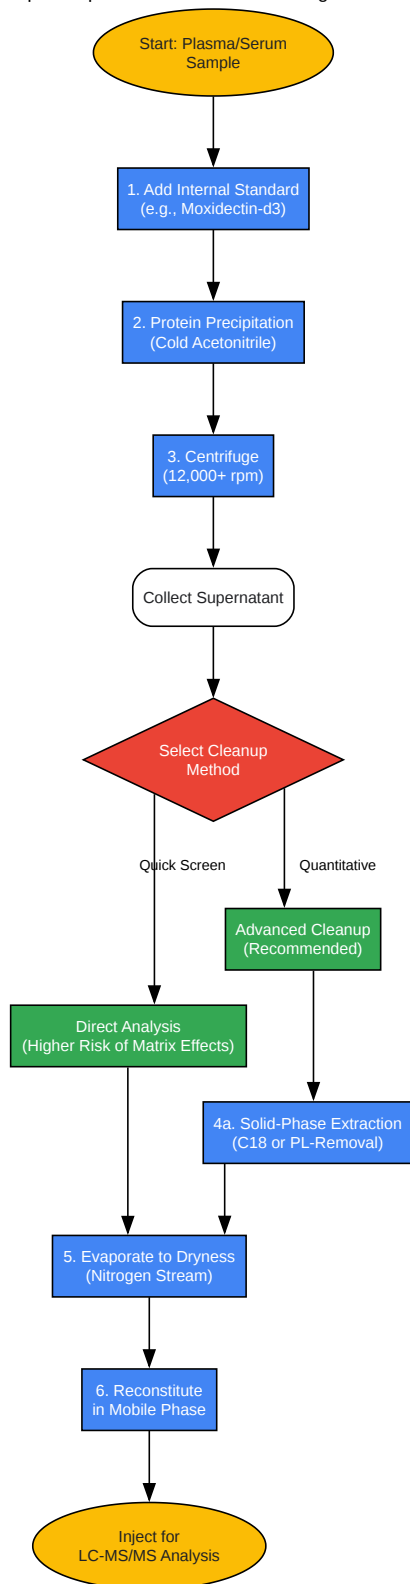 Start: Plasma/Serum
Sample
1. Add Internal Standard
(e.g., Moxidectin-d3)
2. Protein Precipitation
(Cold Acetonitrile)
3. Centrifuge
(12,000+ rpm)
Collect Supernatant
Select Cleanup
Method
Quick Screen
Quantitative
Advanced Cleanup
(Recommended)
Direct Analysis
(Higher Risk of Matrix Effects)
4a. Solid-Phase Extraction
(C18 or PL-Removal)
5. Evaporate to Dryness
(Nitrogen Stream)
6. Reconstitute
in Mobile Phase
Inject for
LC-MS/MS Analysis